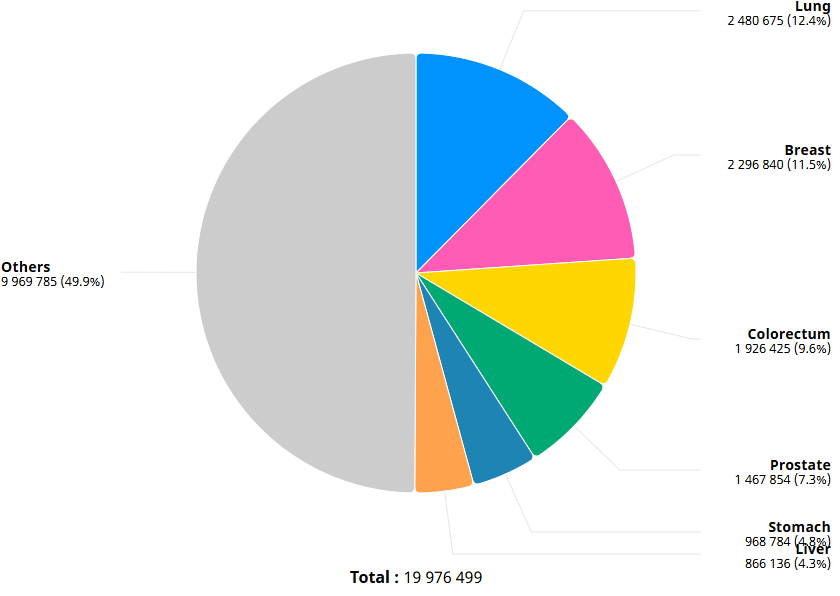 Lung
2 480 675 (12.4%)
Breast
2 296 840 (11.5%)
Others
9 969 785 (49.9%)
Colorectum
1 926 425 (9.6%)
Prostate
1 467 854 (7.3%)
Stomach
968 784 (4.8%)
Liver
866 136 (4.3%)
Total : 19 976 499